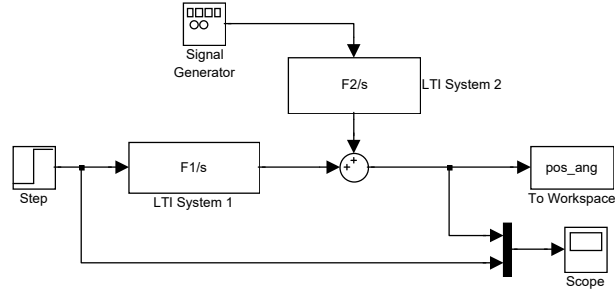 Signal
Generator
F2/s
LTI System 2
F1/s
LTI System 1
Step
+
+
pos_ang
To Workspace
Scope